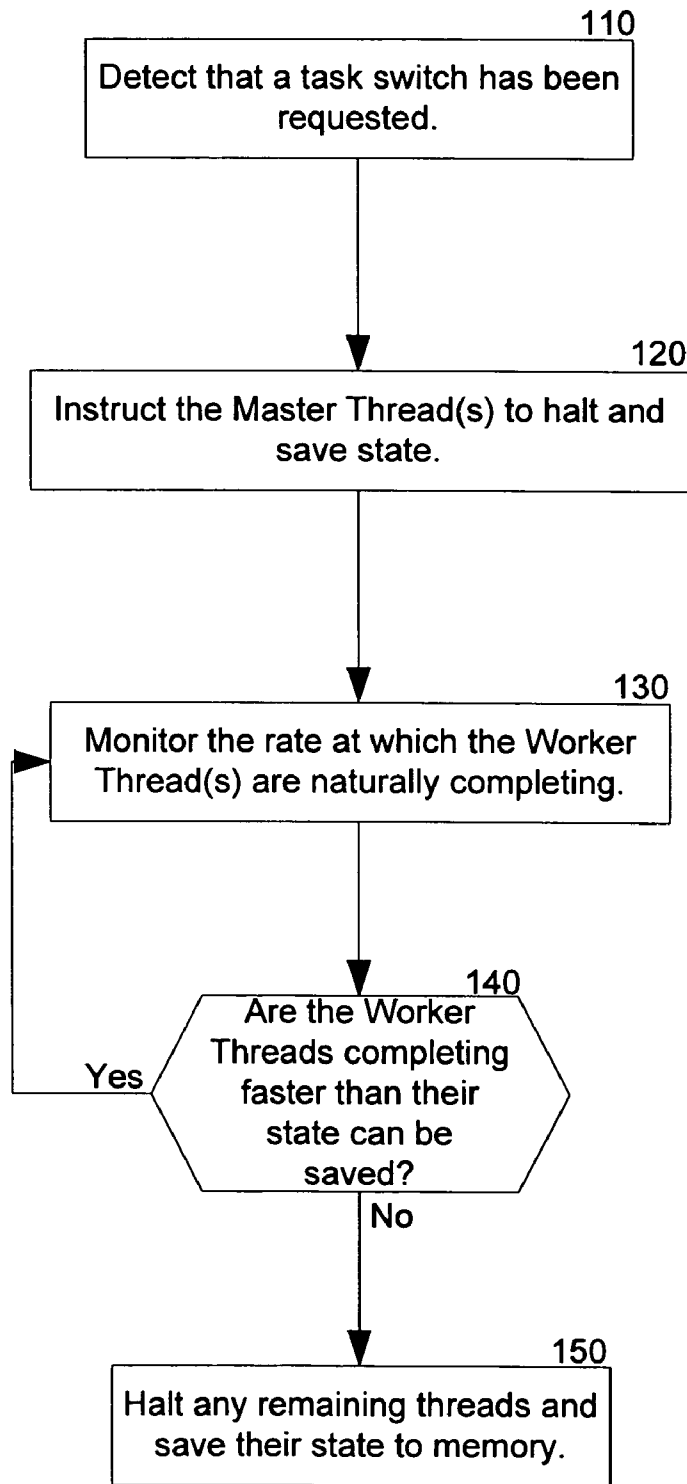 110
Detect that a task switch has been
requested.
120
Instruct the Master Thread(s) to halt and
save state.
130
Monitor the rate at which the Worker
Thread(s) are naturally completing.
140
Are the Worker
Threads completing
faster than their
state can be
saved?
Yes
No
150
Halt any remaining threads and
save their state to memory.